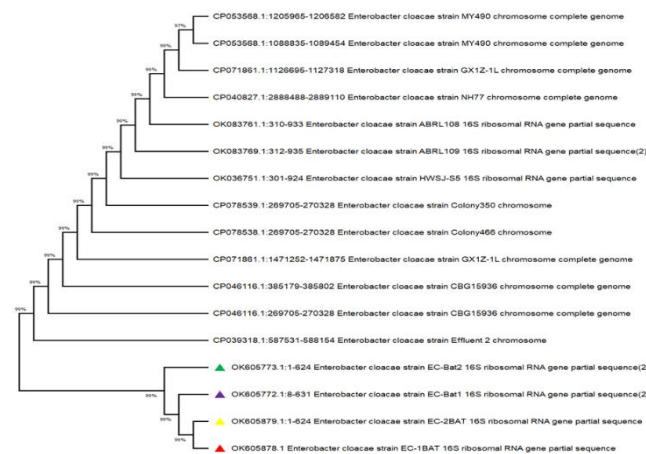 CP053568.1:1205965-1206582 Enterobacter cloacae strain MY490 chromosome complete genome
97%
CP053568.1:1088835-1089454 Enterobacter cloacae strain MY490 chromosome complete genome
99%
CP071861.1:1126695-1127318 Enterobacter cloacae strain GX1Z-1L chromosome complete genome
99%
CP040827.1:2888488-2889110 Enterobacter cloacae strain NH77 chromosome complete genome
99%
OK083761.1:310-933 Enterobacter cloacae strain ABRL108 16S ribosomal RNA gene partial sequence
99%
OK083769.1:312-935 Enterobacter cloacae strain ABRL109 16S ribosomal RNA gene partial sequence(2)
99%
OK036751.1:301-924 Enterobacter cloacae strain HWSJ-S5 16S ribosomal RNA gene partial sequence
99%
CP078539.1:269705-270328 Enterobacter cloacae strain Colony350 chromosome
99%
CP078538.1:269705-270328 Enterobacter cloacae strain Colony466 chromosome
99%
CP071861.1:1471252-1471875 Enterobacter cloacae strain GX1Z-1L chromosome complete genome
99%
CP046116.1:385179-385802 Enterobacter cloacae strain CBG15936 chromosome complete genome
99%
CP046116.1:269705-270328 Enterobacter cloacae strain CBG15936 chromosome complete genome
99%
CP039318.1:587531-588154 Enterobacter cloacae strain Effluent 2 chromosome
OK605773.1:1-624 Enterobacter cloacae strain EC-Bat2 16S ribosomal RNA gene partial sequence(2
99%
OK605772.1:8-631 Enterobacter cloacae strain EC-Bat1 16S ribosomal RNA gene partial sequence(2
99%
OK605879.1:1-624 Enterobacter cloacae strain EC-2BAT 16S ribosomal RNA gene partial sequence
99%
OK605878.1 Enterobacter cloacae strain EC-1BAT 16S ribosomal RNA gene partial sequence